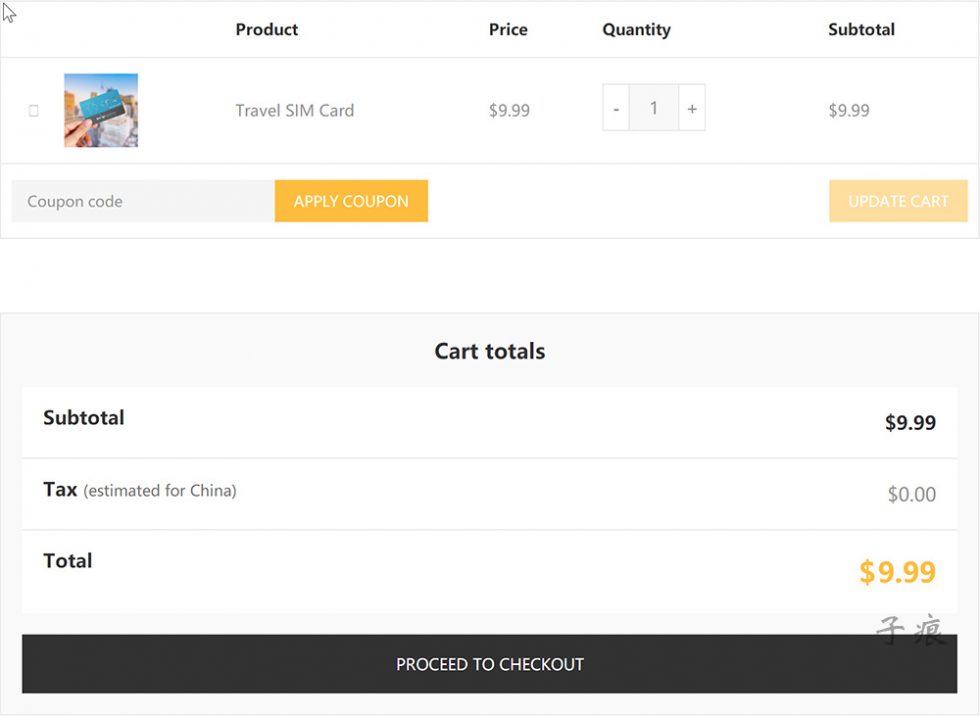 Product Price Quantity Subtotal
Travel SIM Card $9.99 - 1 + $9.99
Coupon code APPLY COUPON UPDATE CART
Cart totals
Subtotal $9.99
Tax (estimated for China) $0.00
Total $9.99
子痕
PROCEED TO CHECKOUT